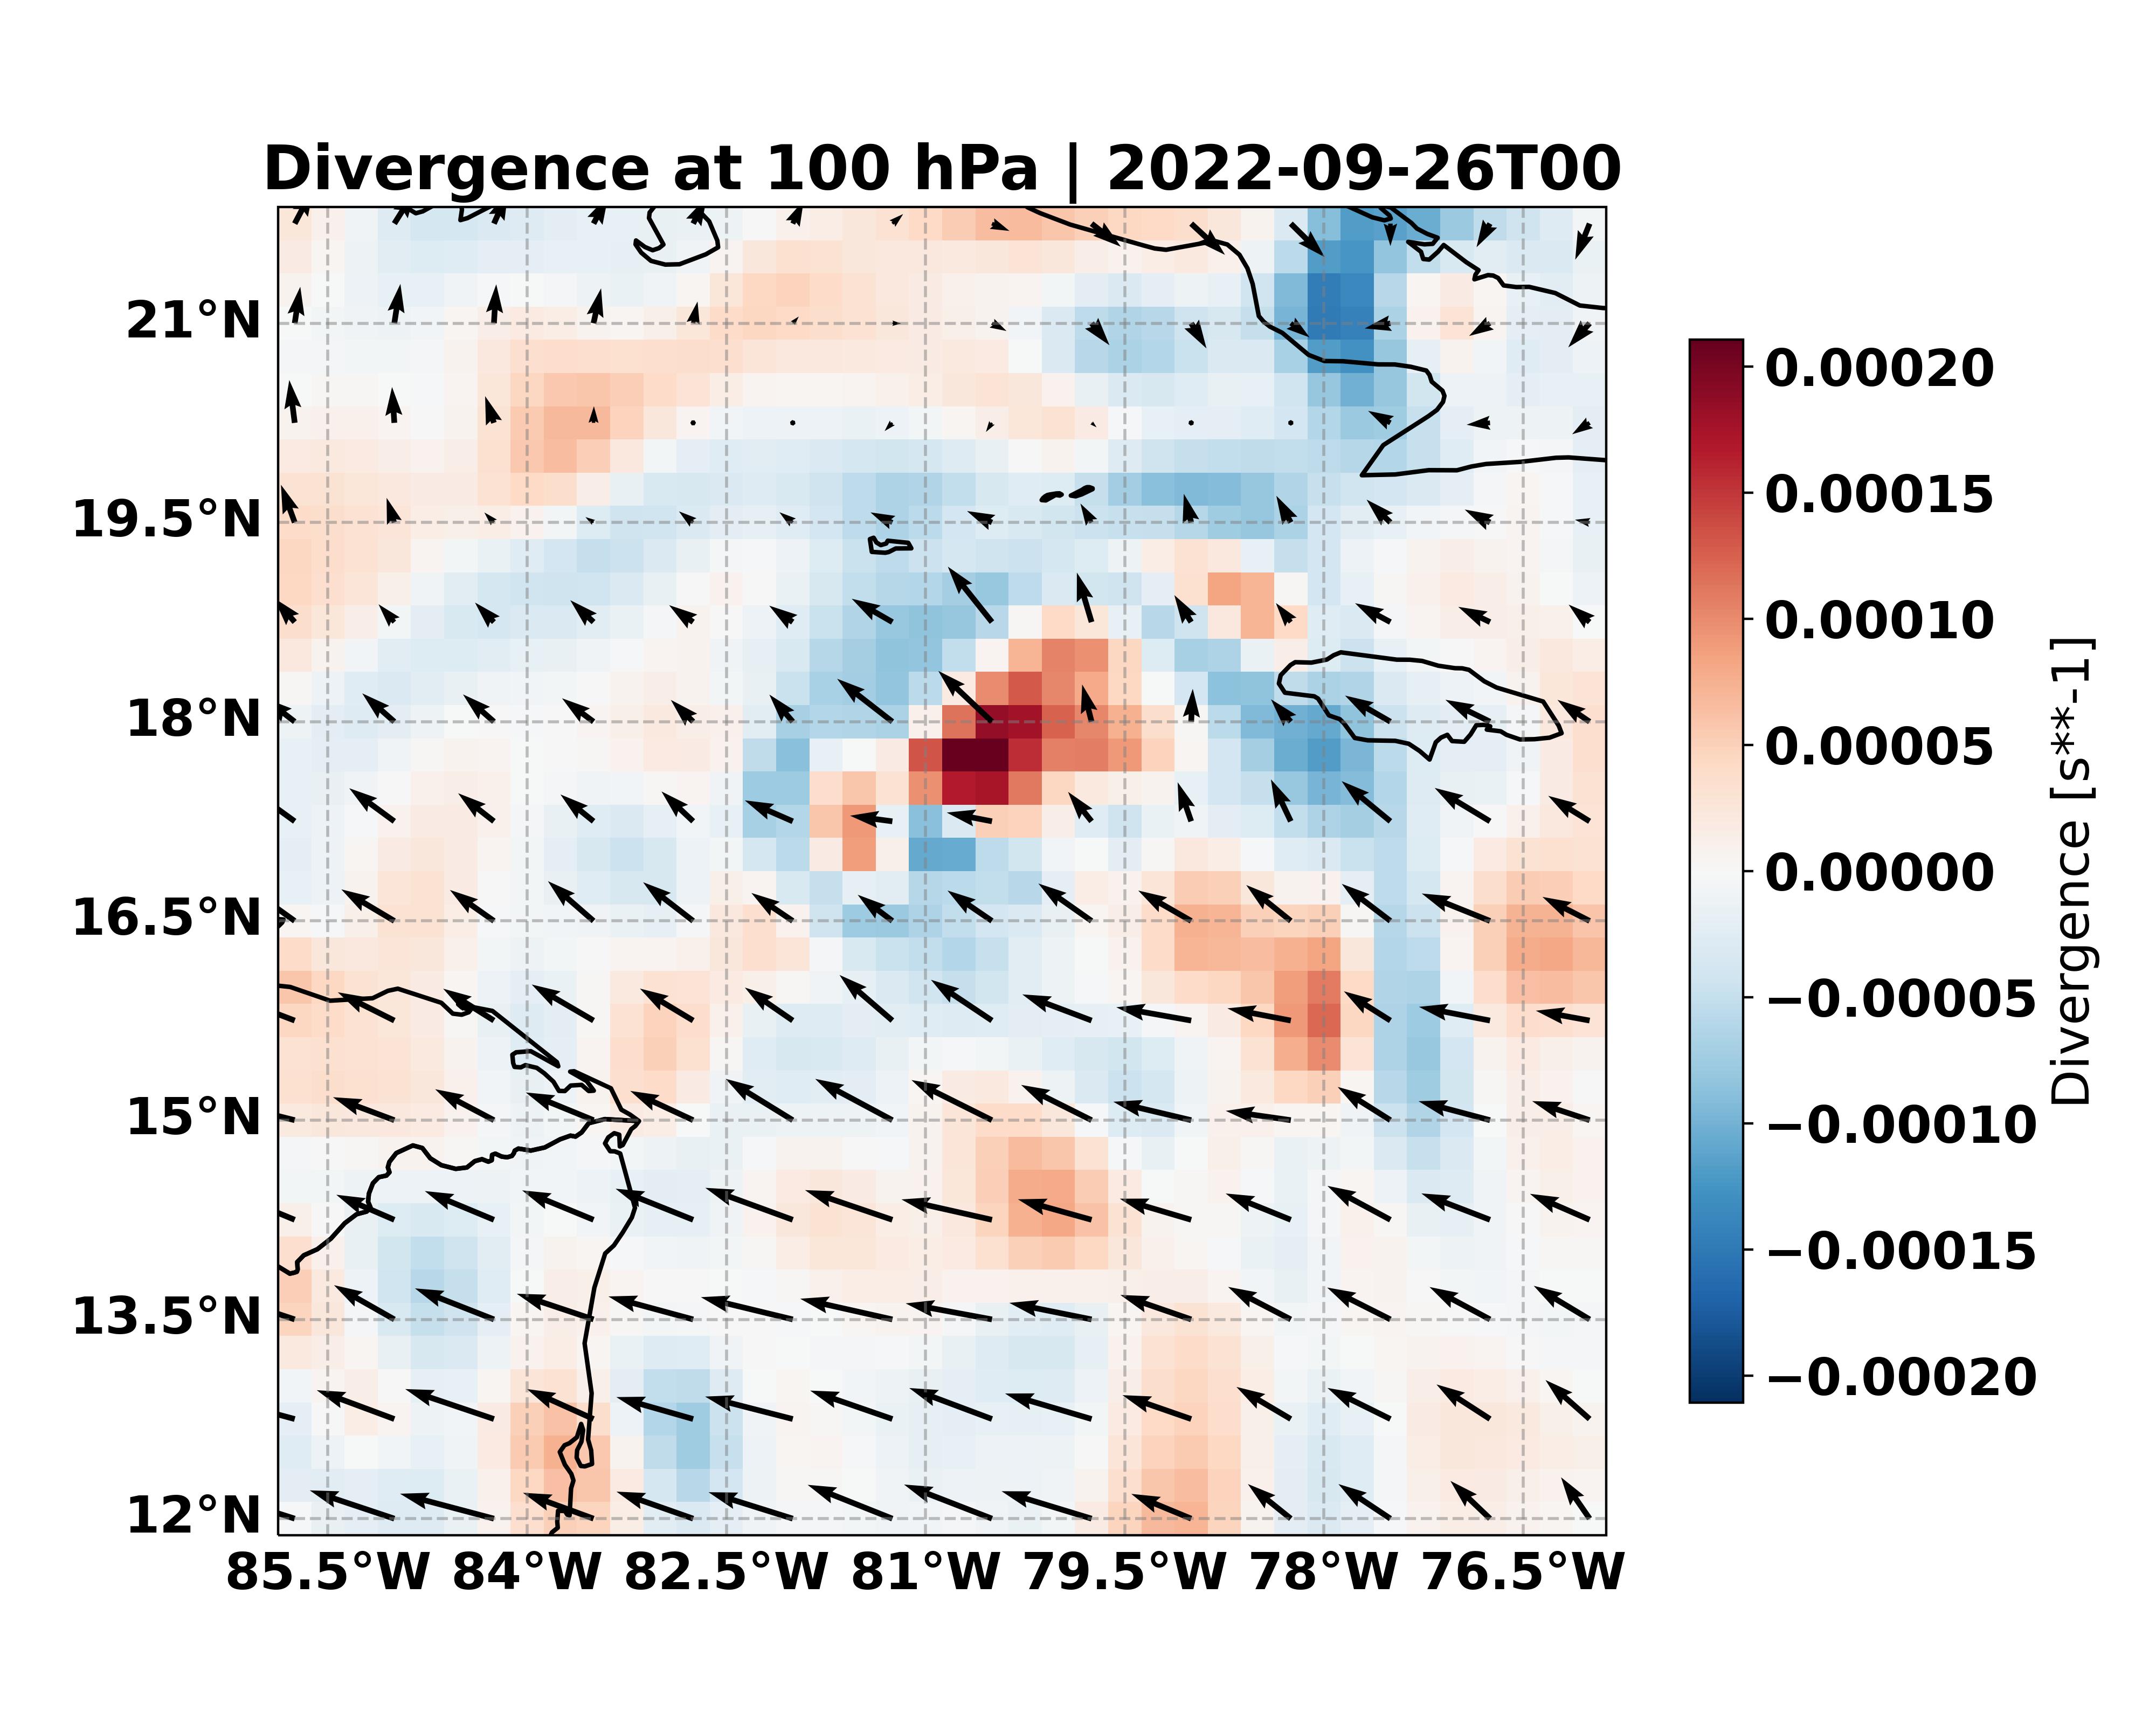 Divergence at 100 hPa | 2022-09-26T00
21°N
19.5°N
18°N
16.5°N
15°N
13.5°N
12°N
85.5°W 84°W 82.5°W 81°W 79.5°W 78°W 76.5°W
0.00020
0.00015
0.00010
0.00005
0.00000
−0.00005
−0.00010
−0.00015
−0.00020
Divergence [s**-1]